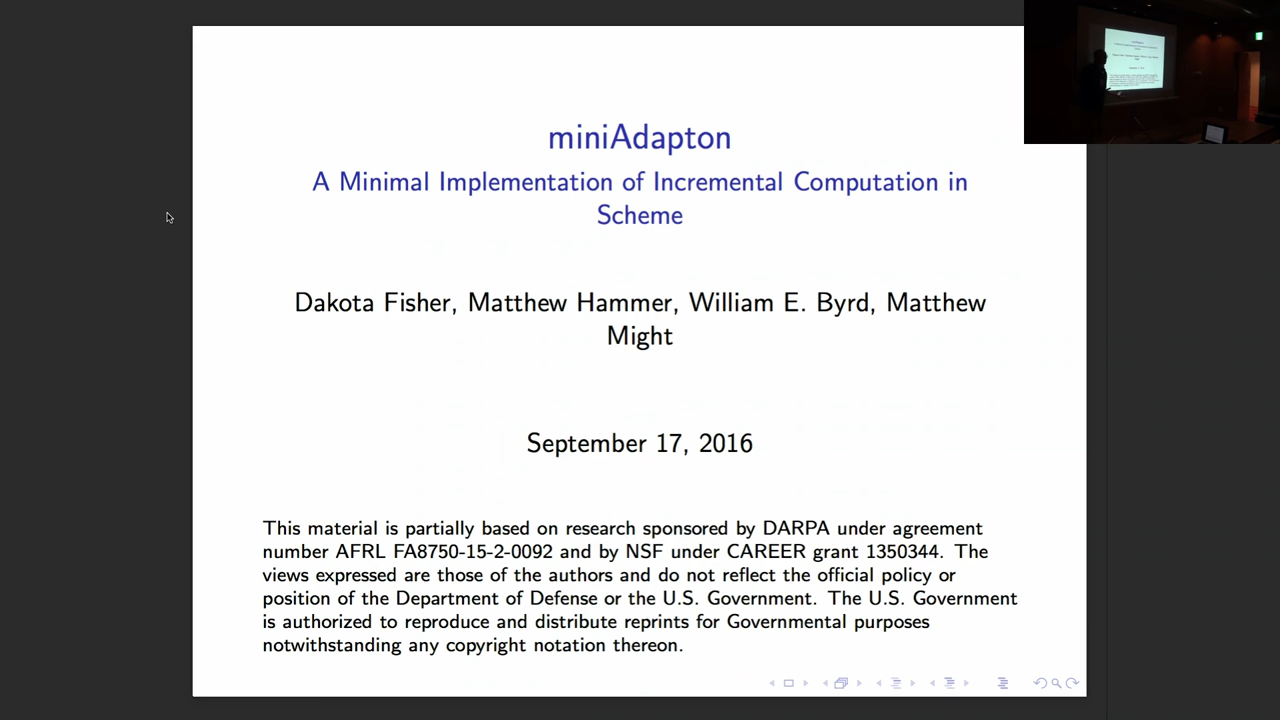 miniAdapton
A Minimal Implementation of Incremental Computation in
Scheme
Dakota Fisher, Matthew Hammer, William E. Byrd, Matthew
Might
September 17, 2016
This material is partially based on research sponsored by DARPA under agreement
number AFRL FA8750-15-2-0092 and by NSF under CAREER grant 1350344. The
views expressed are those of the authors and do not reflect the official policy or
position of the Department of Defense or the U.S. Government. The U.S. Government
is authorized to reproduce and distribute reprints for Governmental purposes
notwithstanding any copyright notation thereon.